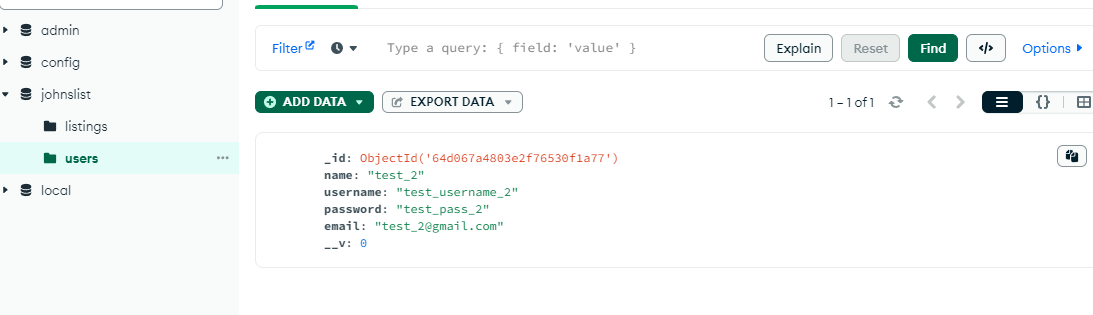 admin
config
johnslist
listings
users
local
Filter Type a query: { field: 'value' } Explain Reset Find </> Options
ADD DATA EXPORT DATA 1 – 1 of 1 {}
_id: ObjectId('64d067a4803e2f76530f1a77')
name: "test_2"
username: "test_username_2"
password: "test_pass_2"
email: "test_2@gmail.com"
__v: 0